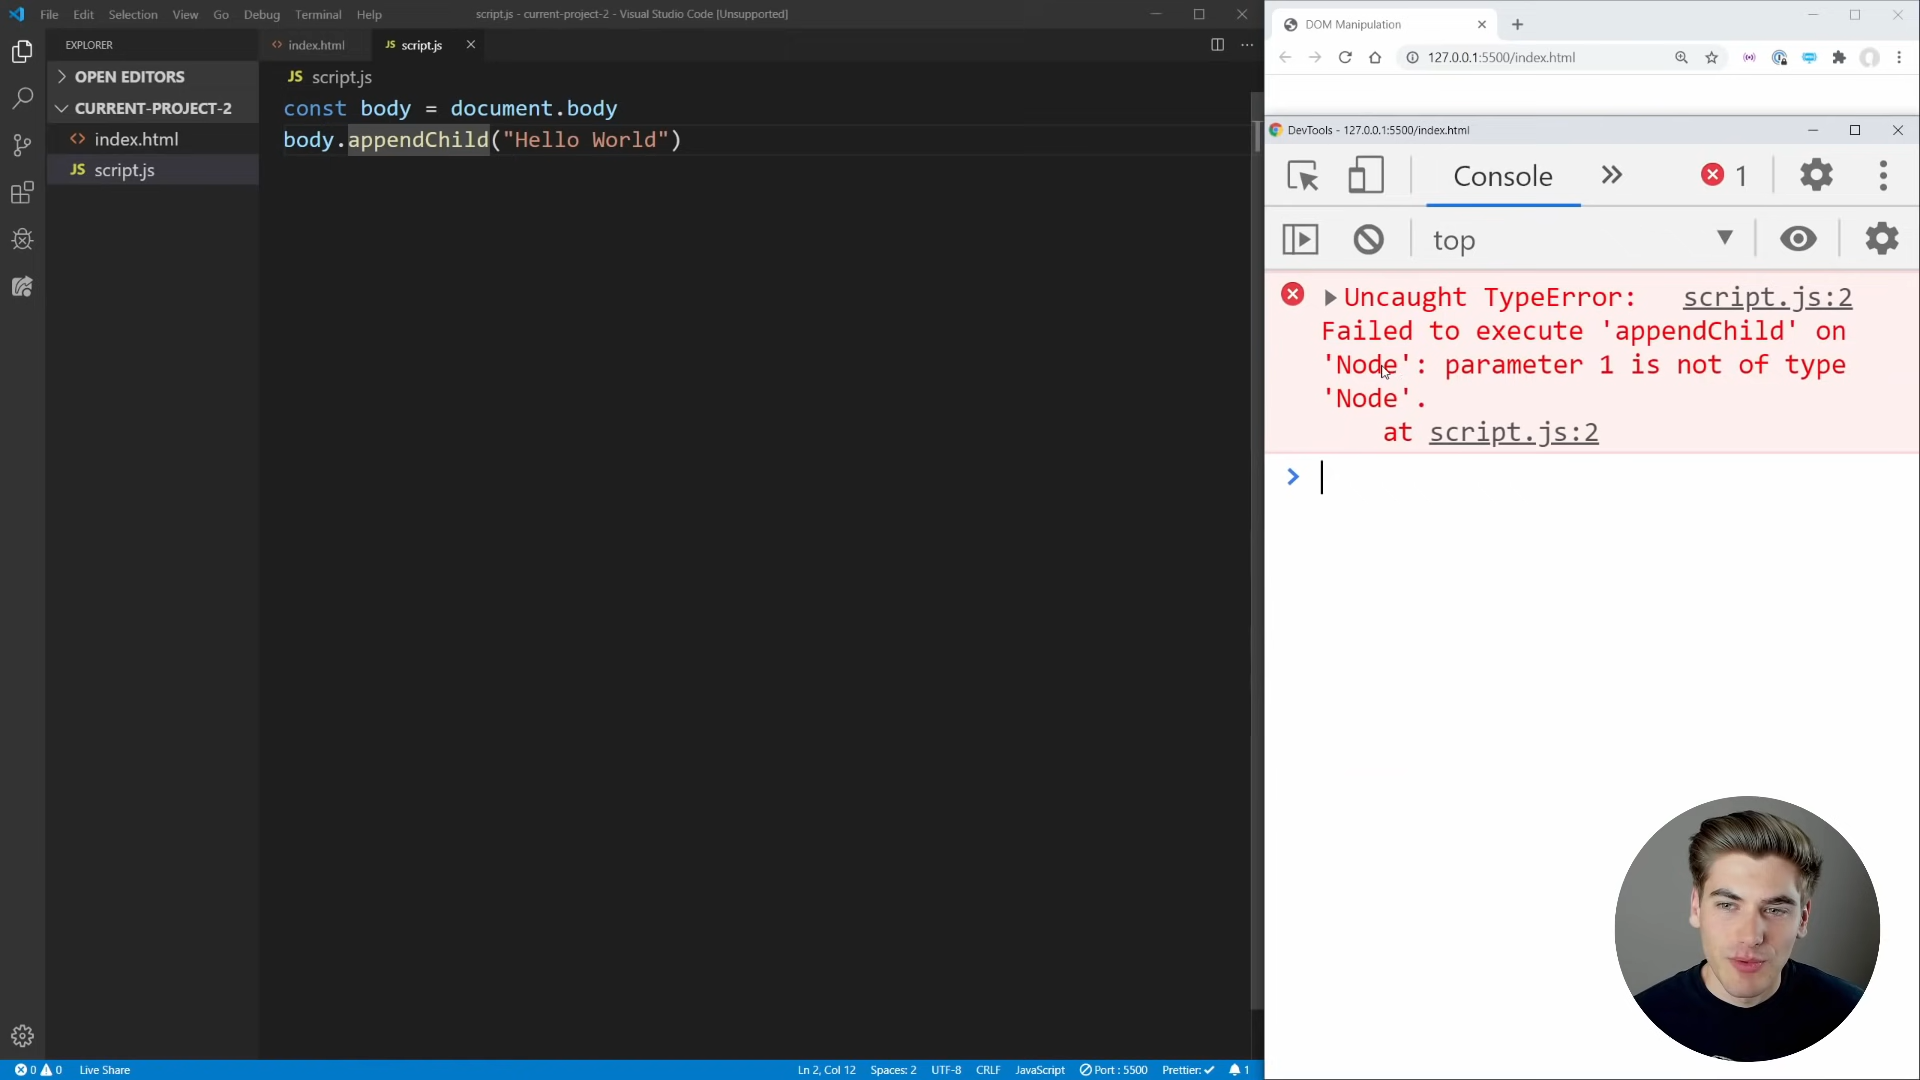 File Edit Selection View Go Debug Terminal Help
script.js - current-project-2 - Visual Studio Code [Unsupported]
EXPLORER
OPEN EDITORS
CURRENT-PROJECT-2
<> index.html
JS script.js
<> index.html
JS script.js
JS script.js
const body = document.body
body.appendChild("Hello World")
0 0 Live Share
Ln 2, Col 12 Spaces: 2 UTF-8 CRLF JavaScript Port : 5500 Prettier: 1
DOM Manipulation
127.0.0.1:5500/index.html
DevTools - 127.0.0.1:5500/index.html
Console 1
top
Uncaught TypeError: script.js:2
Failed to execute 'appendChild' on
'Node': parameter 1 is not of type
'Node'.
at script.js:2